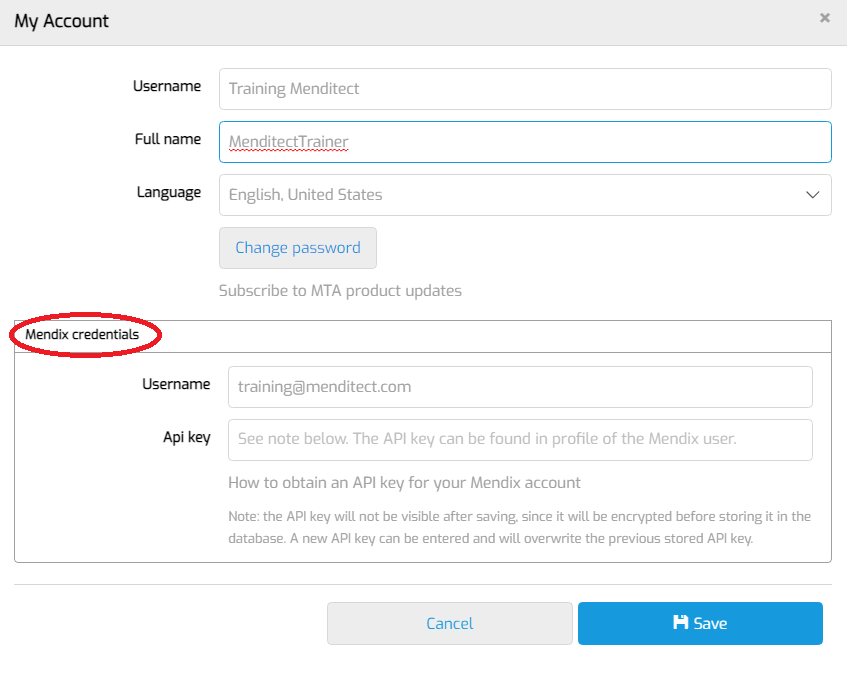 My Account
×
Username
Training Menditect
Full name
MenditectTrainer
Language
English, United States
Change password
Subscribe to MTA product updates
Mendix credentials
Username
training@menditect.com
Api key
See note below. The API key can be found in profile of the Mendix user.
How to obtain an API key for your Mendix account
Note: the API key will not be visible after saving, since it will be encrypted before storing it in the
database. A new API key can be entered and will overwrite the previous stored API key.
Cancel
Save